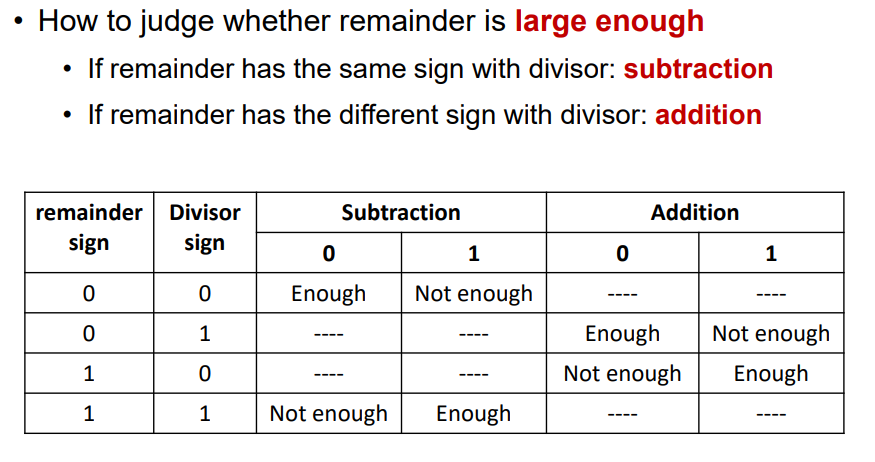 • How to judge whether remainder is large enough
• If remainder has the same sign with divisor: subtraction
• If remainder has the different sign with divisor: addition
remainder sign Divisor sign Subtraction Addition
0 1 0 1
0 0 Enough Not enough ---- ----
0 1 ---- ---- Enough Not enough
1 0 ---- ---- Not enough Enough
1 1 Not enough Enough ---- ----